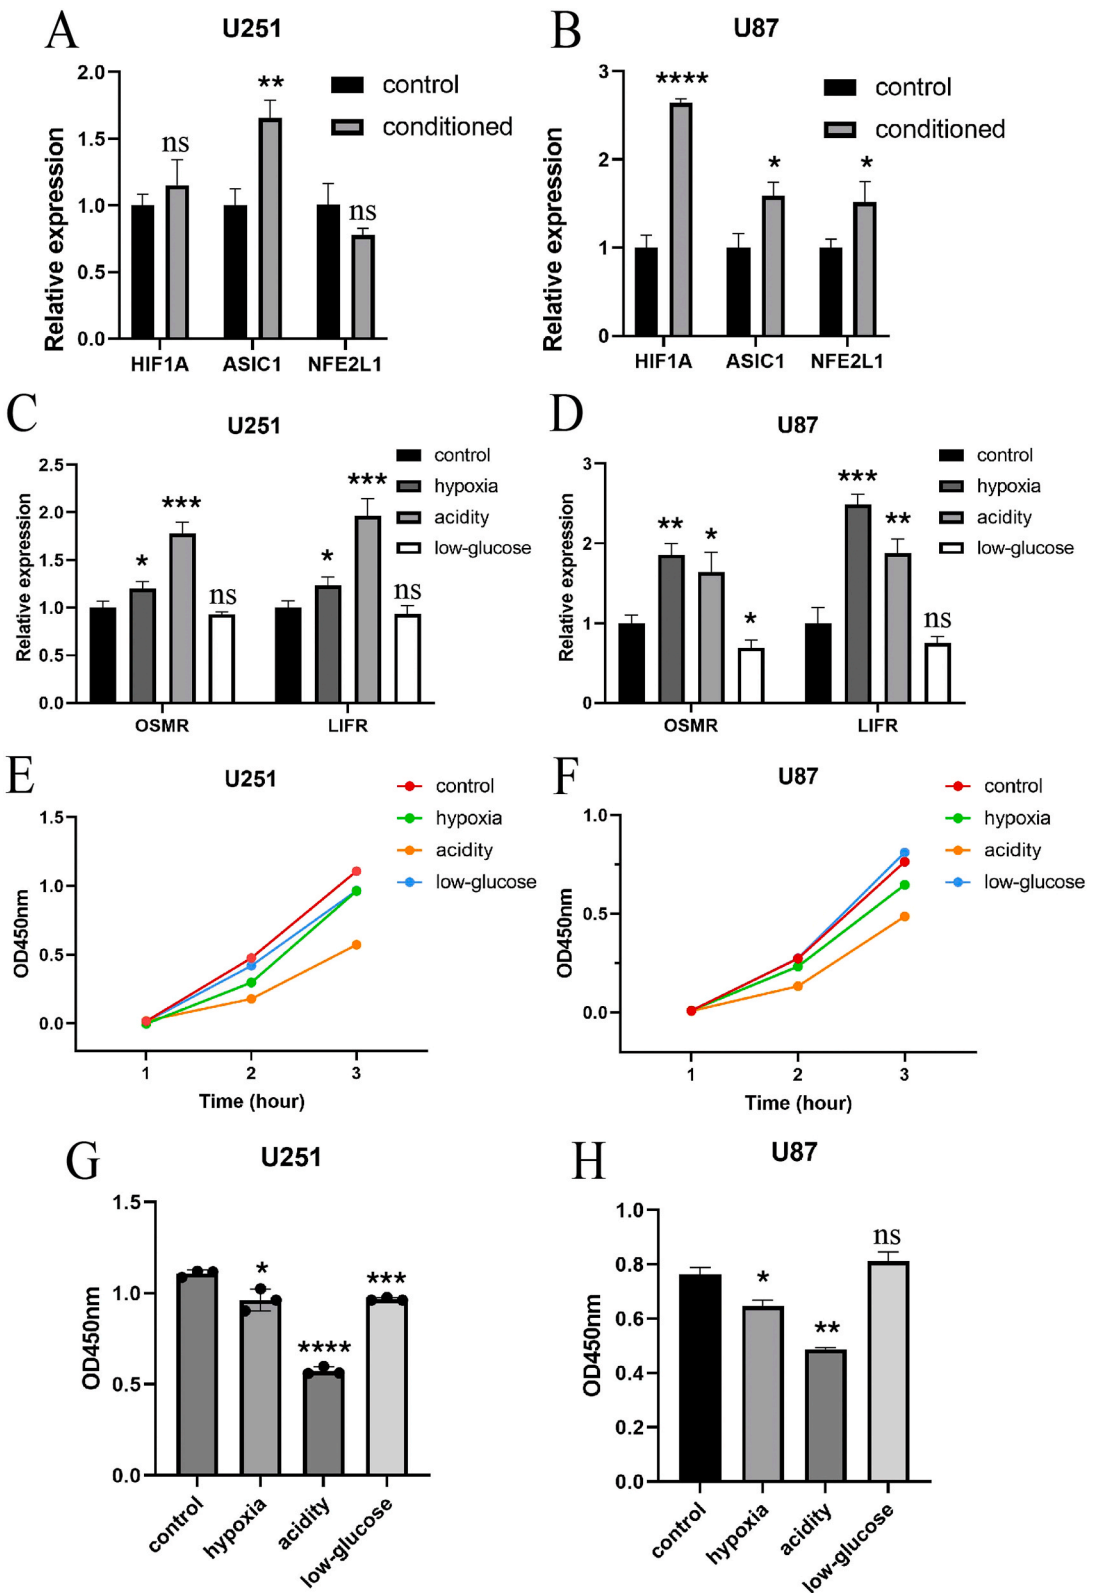 A
U251
2.0
1.5
1.0
0.5
0.0
Relative expression
ns
**
ns
control
conditioned
HIF1A ASIC1 NFE2L1
B
U87
3
2
1
0
Relative expression
****
*
*
control
conditioned
HIF1A ASIC1 NFE2L1
C
U251
2.5
2.0
1.5
1.0
0.5
0.0
Relative expression
*
***
ns
*
***
ns
control
hypoxia
acidity
low-glucose
OSMR LIFR
D
U87
3
2
1
0
Relative expression
**
*
*
***
**
ns
control
hypoxia
acidity
low-glucose
OSMR LIFR
E
U251
1.5
1.0
0.5
0.0
OD450nm
control
hypoxia
acidity
low-glucose
1 2 3
Time (hour)
F
U87
1.0
0.5
0.0
OD450nm
control
hypoxia
acidity
low-glucose
1 2 3
Time (hour)
G
U251
1.5
1.0
0.5
0.0
OD450nm
*
****
***
control
hypoxia
acidity
low-glucose
H
U87
1.0
0.8
0.6
0.4
0.2
0.0
OD450nm
*
**
ns
control
hypoxia
acidity
low-glucose